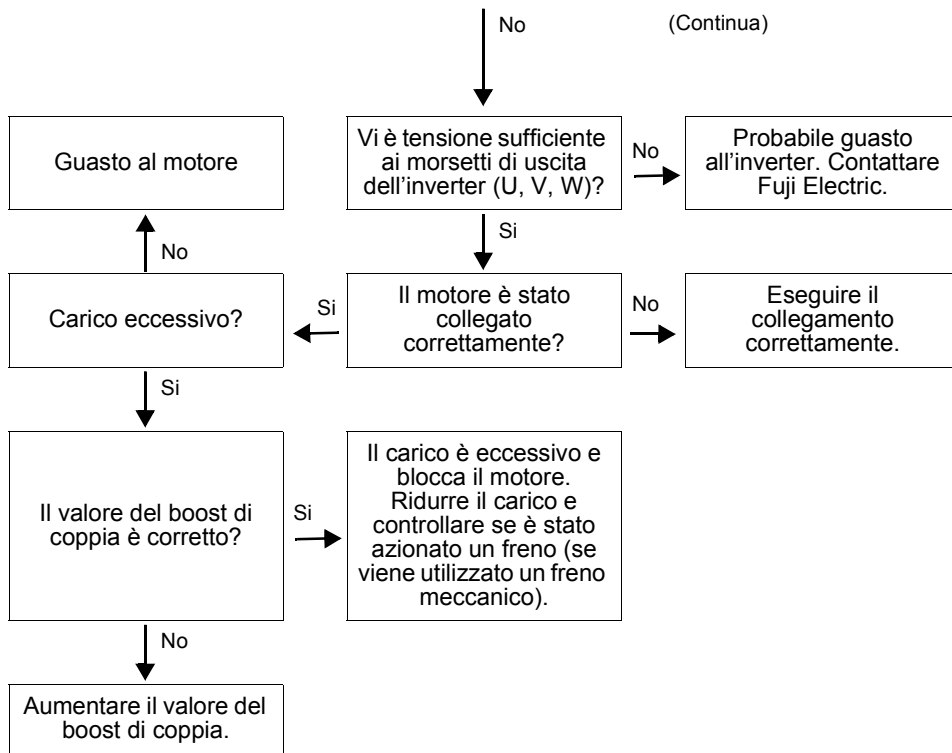 No
(Continua)
Guasto al motore
Vi è tensione sufficiente
ai morsetti di uscita
dell'inverter (U, V, W)?
No
Probabile guasto
all'inverter. Contattare
Fuji Electric.
No
Si
Carico eccessivo?
Si
Il motore è stato
collegato
correttamente?
No
Eseguire il
collegamento
correttamente.
Si
Il valore del boost di
coppia è corretto?
Si
Il carico è eccessivo e
blocca il motore.
Ridurre il carico e
controllare se è stato
azionato un freno (se
viene utilizzato un freno
meccanico).
No
Aumentare il valore del
boost di coppia.